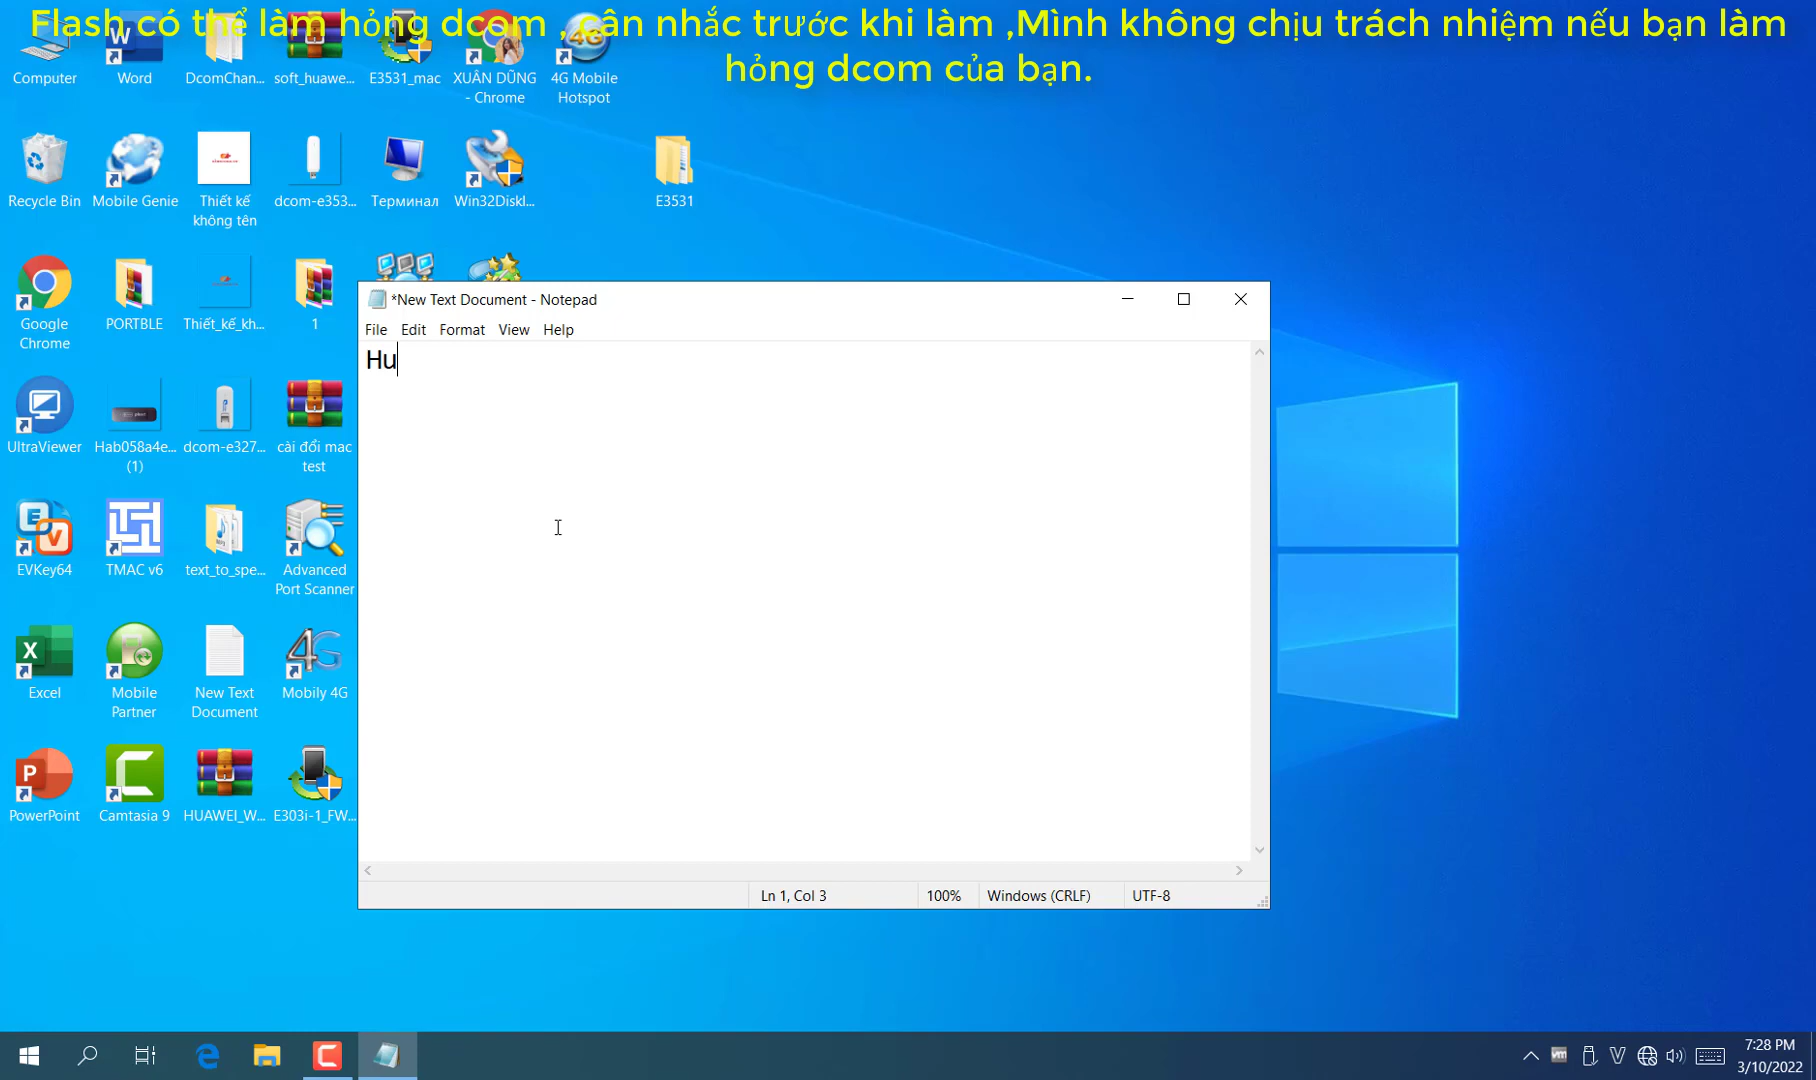 Flash có thể làm hỏng dcom , cân nhắc trước khi làm ,Mình không chịu trách nhiệm nếu bạn làm
hỏng dcom của bạn.
Computer
Word
DcomChan...
soft_huawe...
E3531_mac
XUÂN DŨNG
- Chrome
4G Mobile
Hotspot
Recycle Bin
Mobile Genie
Thiết kế
không tên
dcom-e353...
Терминал
Win32DiskI...
E3531
Google
Chrome
PORTBLE
Thiết_kế_kh...
1
*New Text Document - Notepad
File Edit Format View Help
Hu
UltraViewer
Hab058a4e...
(1)
dcom-e327...
cài đổi mac
test
EVKey64
TMAC v6
text_to_spe...
Advanced
Port Scanner
Excel
Mobile
Partner
New Text
Document
Mobily 4G
PowerPoint
Camtasia 9
HUAWEI_W...
E303i-1_FW...
Ln 1, Col 3
100%
Windows (CRLF)
UTF-8
7:28 PM
3/10/2022